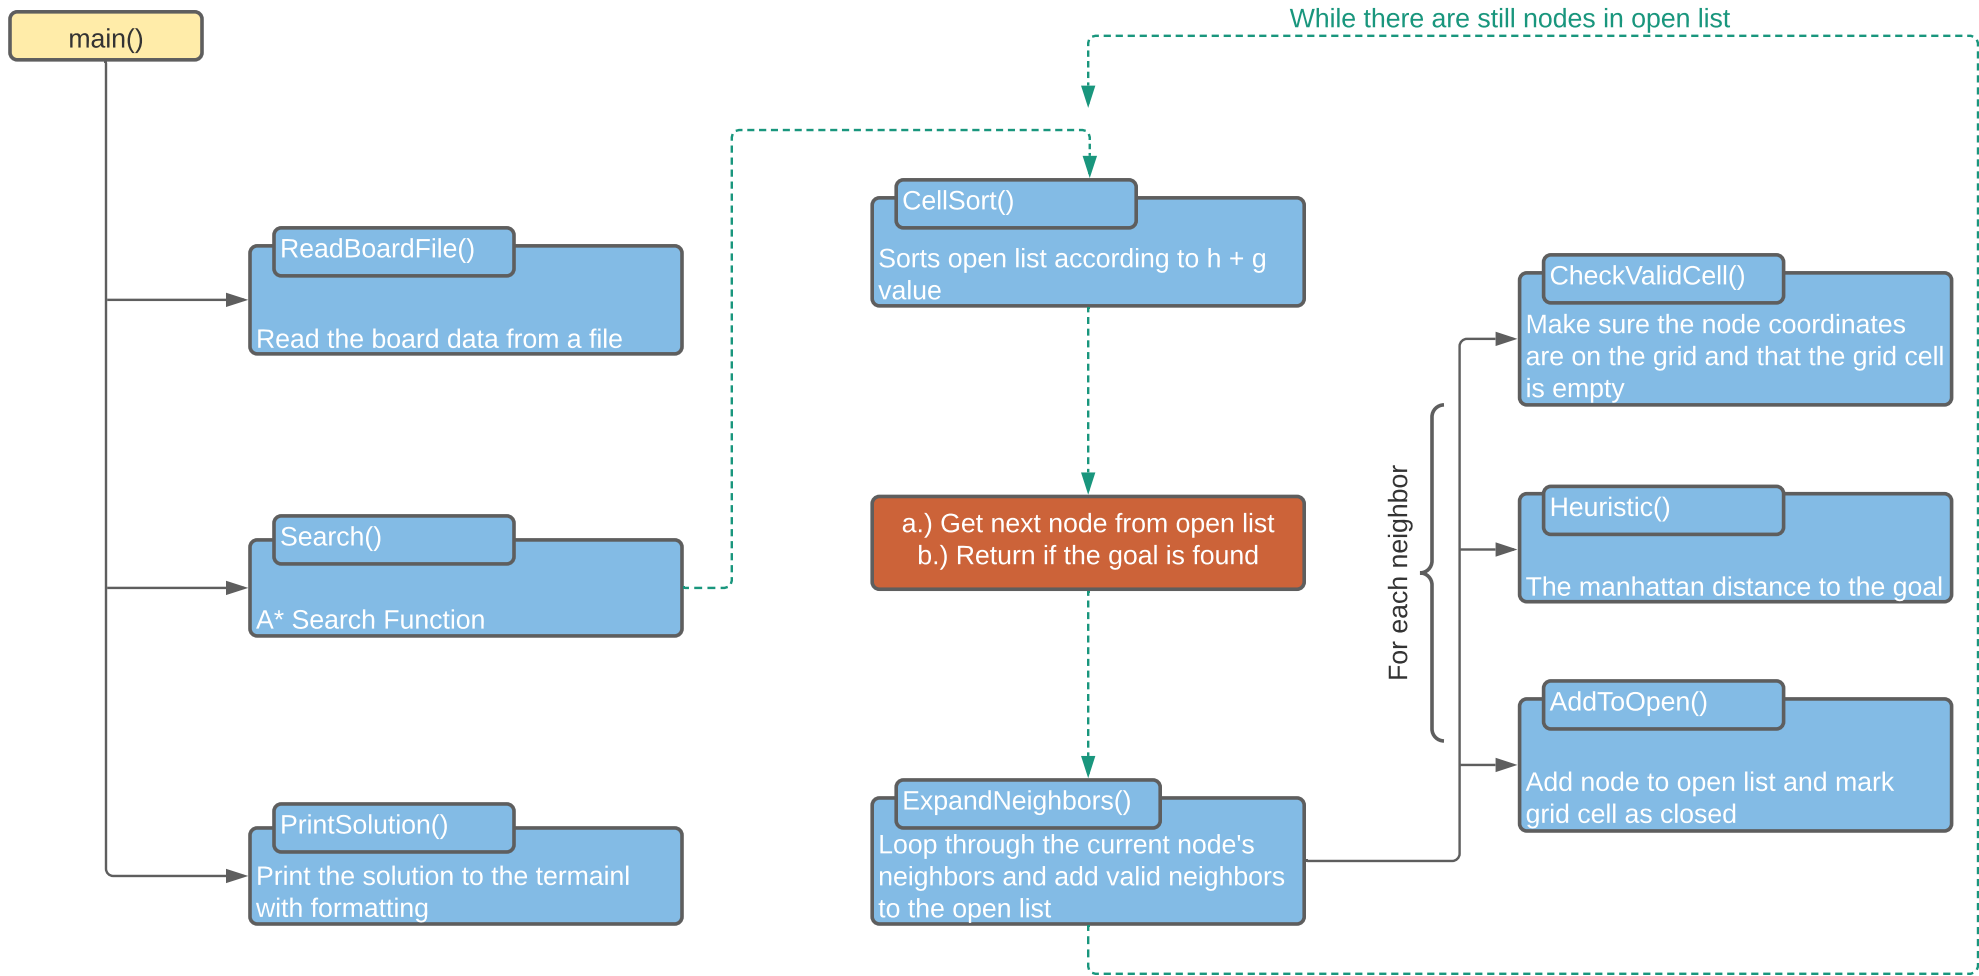 main()
While there are still nodes in open list
ReadBoardFile()
Read the board data from a file
Search()
A* Search Function
PrintSolution()
Print the solution to the termainl
with formatting
CellSort()
Sorts open list according to h + g
value
a.) Get next node from open list
b.) Return if the goal is found
ExpandNeighbors()
Loop through the current node's
neighbors and add valid neighbors
to the open list
For each neighbor
CheckValidCell()
Make sure the node coordinates
are on the grid and that the grid cell
is empty
Heuristic()
The manhattan distance to the goal
AddToOpen()
Add node to open list and mark
grid cell as closed